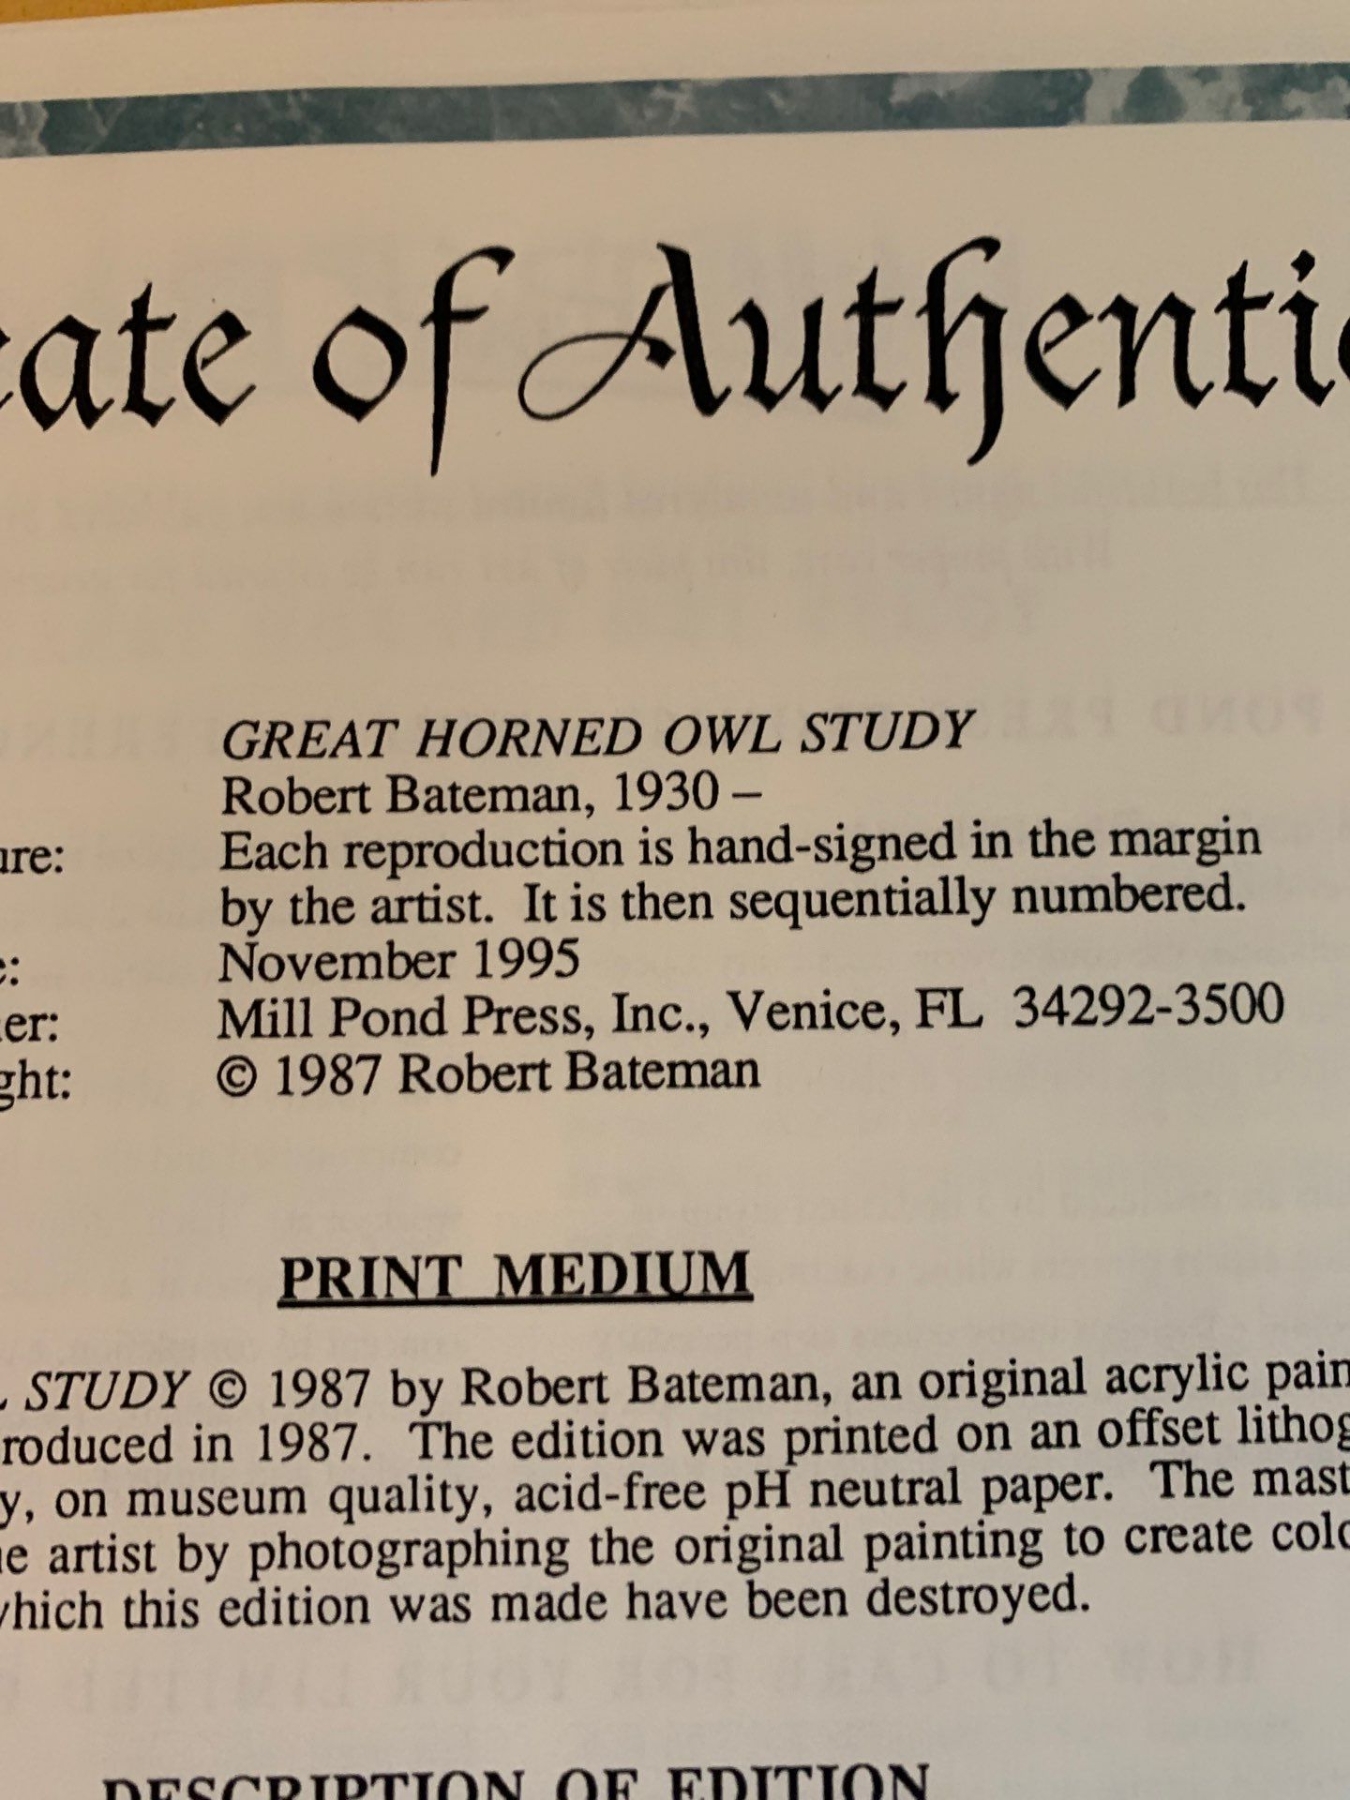 cate of Authentic
GREAT HORNED OWL STUDY
Robert Bateman, 1930 –
ure: Each reproduction is hand-signed in the margin
by the artist. It is then sequentially numbered.
e: November 1995
her: Mill Pond Press, Inc., Venice, FL 34292-3500
ght: © 1987 Robert Bateman
PRINT MEDIUM
L STUDY © 1987 by Robert Bateman, an original acrylic pain
roduced in 1987. The edition was printed on an offset lithog
y, on museum quality, acid-free pH neutral paper. The mast
e artist by photographing the original painting to create colo
which this edition was made have been destroyed.
DESCRIPTION OF EDITION